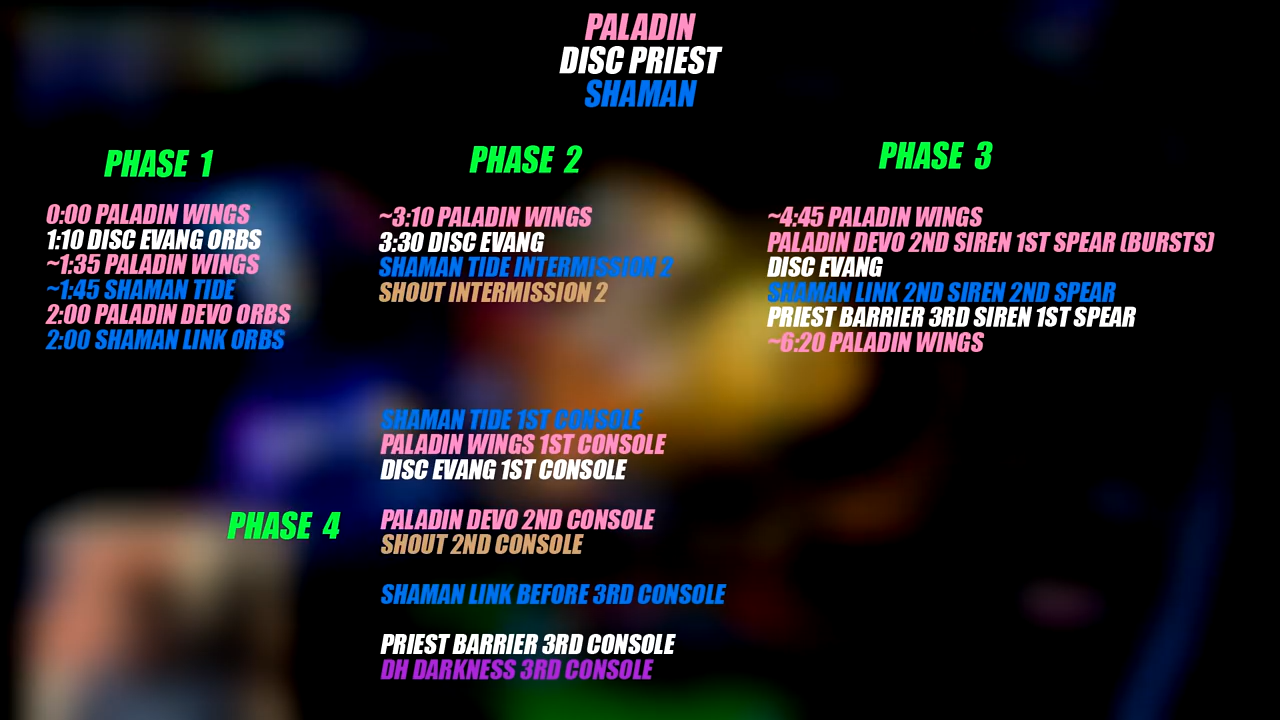 PALADIN
DISC PRIEST
SHAMAN
PHASE 1
0:00 PALADIN WINGS
1:10 DISC EVANG ORBS
~1:35 PALADIN WINGS
~1:45 SHAMAN TIDE
2:00 PALADIN DEVO ORBS
2:00 SHAMAN LINK ORBS
PHASE 2
~3:10 PALADIN WINGS
3:30 DISC EVANG
SHAMAN TIDE INTERMISSION 2
SHOUT INTERMISSION 2
PHASE 3
~4:45 PALADIN WINGS
PALADIN DEVO 2ND SIREN 1ST SPEAR (BURSTS)
DISC EVANG
SHAMAN LINK 2ND SIREN 2ND SPEAR
PRIEST BARRIER 3RD SIREN 1ST SPEAR
~6:20 PALADIN WINGS
PHASE 4
SHAMAN TIDE 1ST CONSOLE
PALADIN WINGS 1ST CONSOLE
DISC EVANG 1ST CONSOLE
PALADIN DEVO 2ND CONSOLE
SHOUT 2ND CONSOLE
SHAMAN LINK BEFORE 3RD CONSOLE
PRIEST BARRIER 3RD CONSOLE
DH DARKNESS 3RD CONSOLE